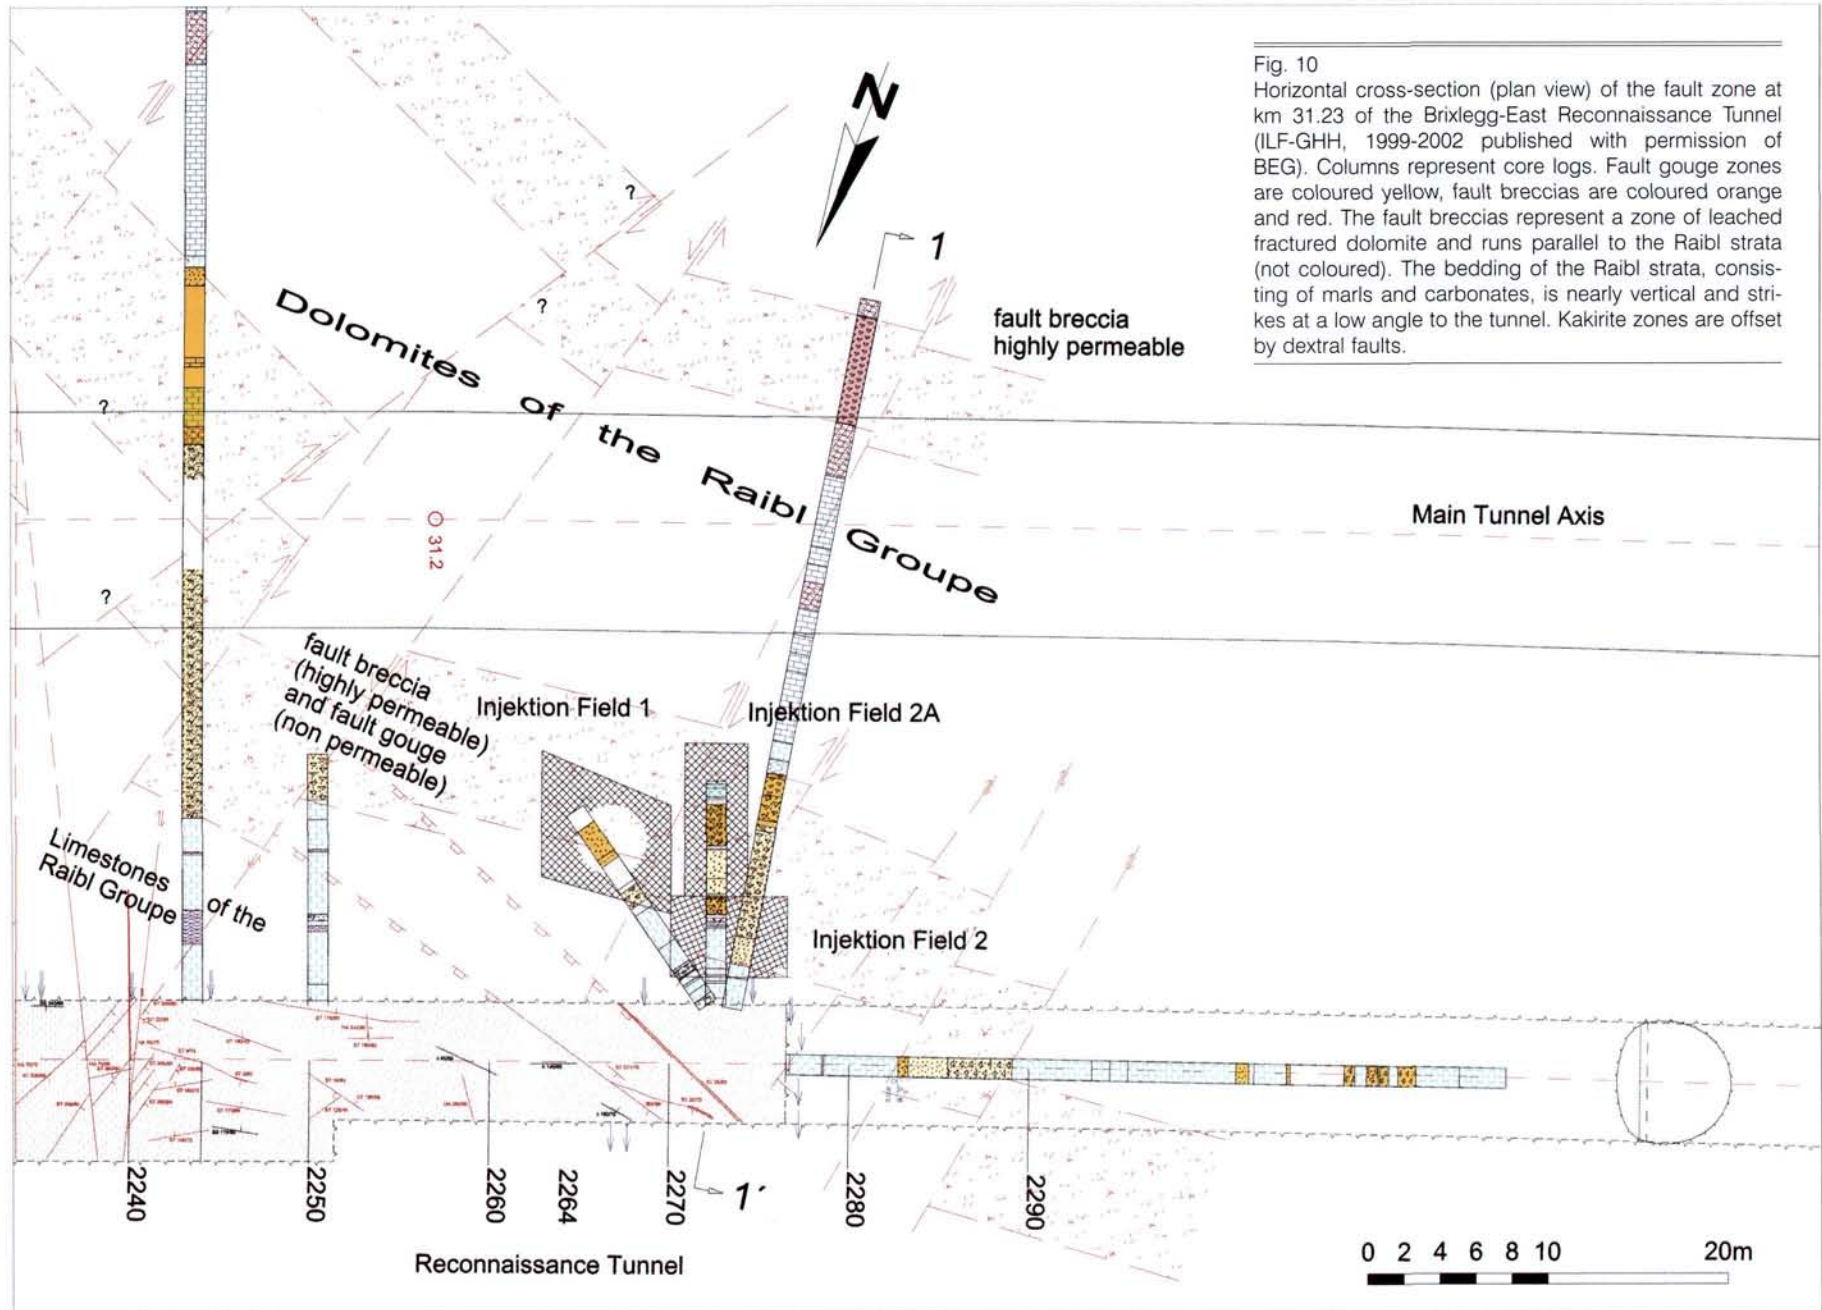 Fig. 10
Horizontal cross-section (plan view) of the fault zone at
km 31.23 of the Brixlegg-East Reconnaissance Tunnel
(ILF-GHH, 1999-2002 published with permission of
BEG). Columns represent core logs. Fault gouge zones
are coloured yellow, fault breccias are coloured orange
and red. The fault breccias represent a zone of leached
fractured dolomite and runs parallel to the Raibl strata
(not coloured). The bedding of the Raibl strata, consis-
ting of marls and carbonates, is nearly vertical and stri-
kes at a low angle to the tunnel. Kakirite zones are offset
by dextral faults.
N
1
?
?
?
?
Dolomites of the Raibl Groupe
fault breccia
highly permeable
Main Tunnel Axis
31.2
fault breccia
(highly permeable)
and fault gouge
(non permeable)
Injektion Field 1
Injektion Field 2A
Injektion Field 2
Limestones of the
Raibl Groupe
2240
2250
2260
2264
2270
2280
2290
1´
Reconnaissance Tunnel
0 2 4 6 8 10 20m